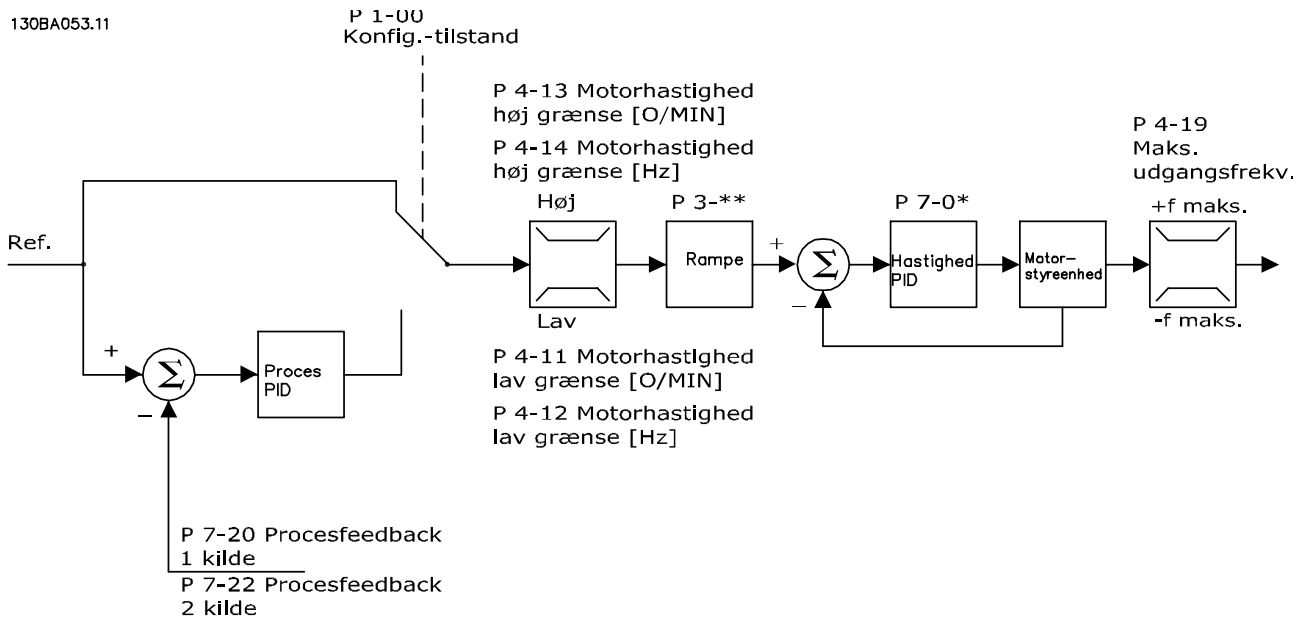 130BA053.11
P 1-00
Konfig.-tilstand
P 4-13 Motorhastighed
høj grænse [O/MIN]
P 4-14 Motorhastighed
høj grænse [Hz]
P 4-19
Maks.
udgangsfrekv.
Høj
P 3-**
P 7-0*
+f maks.
Ref.
Rampe
+
Σ
−
Hastighed
PID
Motor-
styreenhed
Lav
-f maks.
+
Σ
−
Proces
PID
P 4-11 Motorhastighed
lav grænse [O/MIN]
P 4-12 Motorhastighed
lav grænse [Hz]
P 7-20 Procesfeedback
1 kilde
P 7-22 Procesfeedback
2 kilde